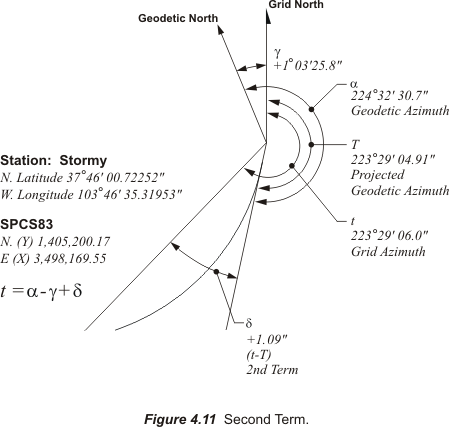 Grid North
Geodetic North
γ
+1°03'25.8"
α
224°32' 30.7"
Geodetic Azimuth
T
223°29' 04.91"
Projected
Geodetic Azimuth
t
223°29' 06.0"
Grid Azimuth
Station: Stormy
N. Latitude 37°46' 00.72252"
W. Longitude 103°46' 35.31953"
SPCS83
N. (Y) 1,405,200.17
E (X) 3,498,169.55
t = α - γ + δ
δ
+1.09"
(t-T)
2nd Term
Figure 4.11 Second Term.